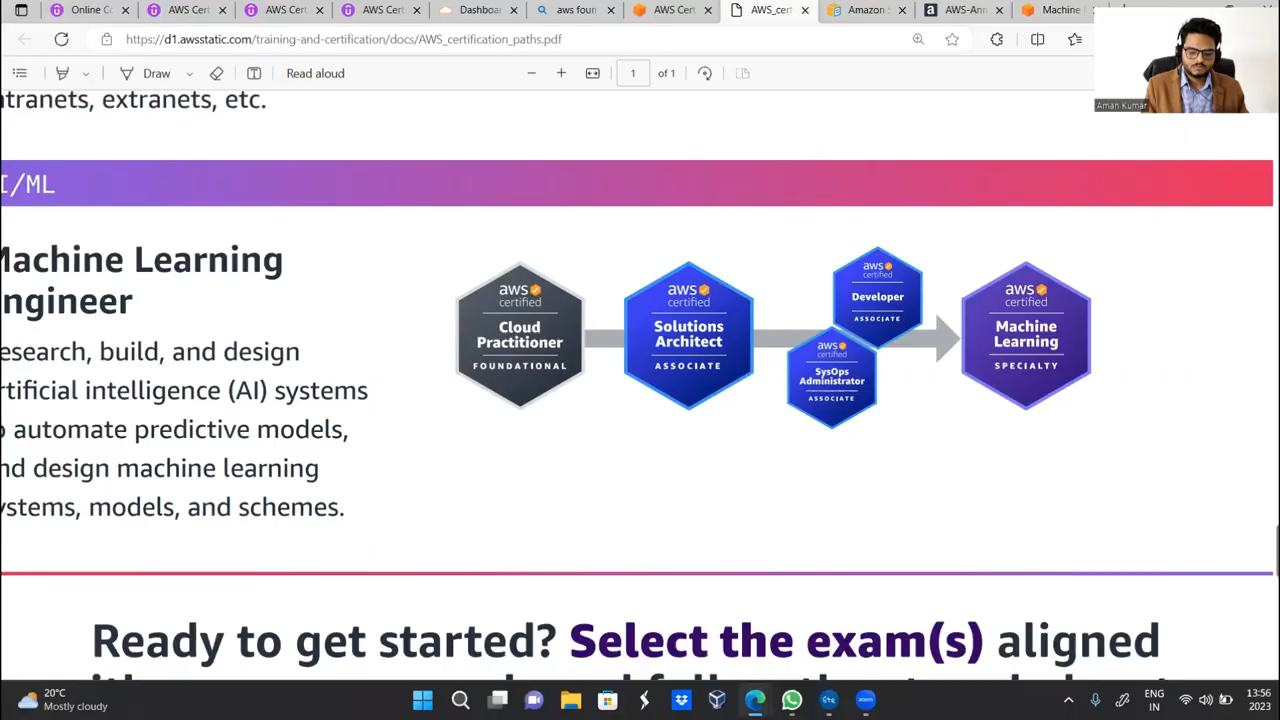 Online Co
AWS Cert
AWS Cert
AWS Cert
Dashboar
aws foun
AWS Cert
AWS_cert
Amazon S
AWS-Ann
Machine
https://d1.awsstatic.com/training-and-certification/docs/AWS_certification_paths.pdf
Draw
Read aloud
1
of 1
Aman Kumar
ntranets, extranets, etc.
I/ML
Machine Learning
ngineer
esearch, build, and design
rtificial intelligence (AI) systems
o automate predictive models,
nd design machine learning
ystems, models, and schemes.
aws
certified
Cloud
Practitioner
FOUNDATIONAL
aws
certified
Solutions
Architect
ASSOCIATE
aws
certified
Developer
ASSOCIATE
aws
certified
SysOps
Administrator
ASSOCIATE
aws
certified
Machine
Learning
SPECIALTY
Ready to get started? Select the exam(s) aligned
20°C
Mostly cloudy
ENG
IN
13:56
2023